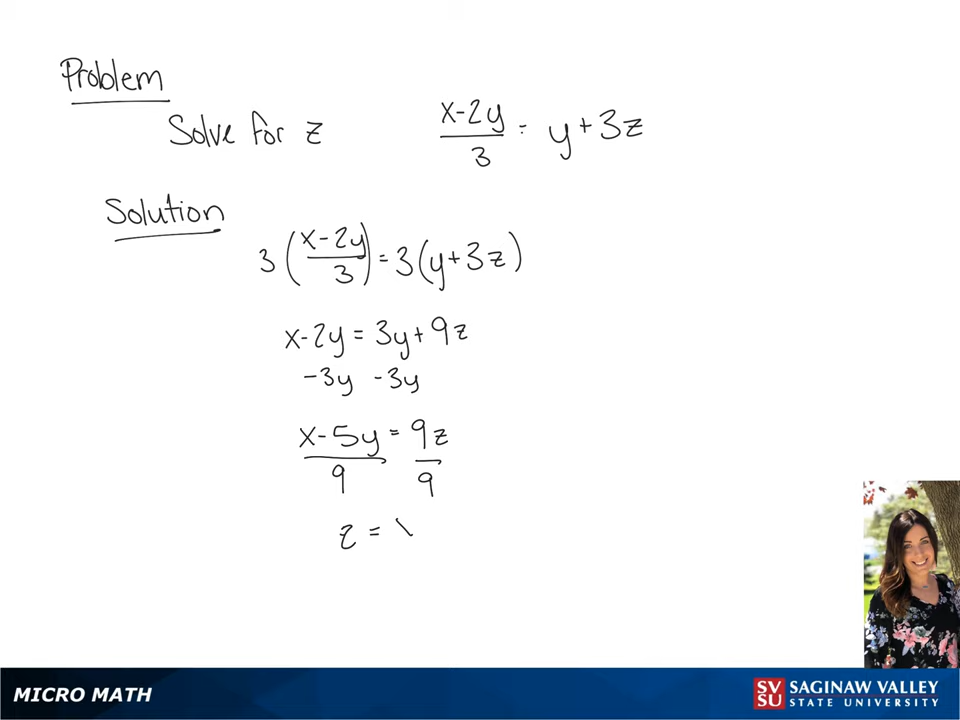 Problem
Solve for z (x-2y)/3 = y+3z
Solution
3((x-2y)/3) = 3(y+3z)
x-2y = 3y+9z
-3y -3y
(x-5y)/9 = 9z/9
z = \
MICRO MATH
SVSU SAGINAW VALLEY
STATE UNIVERSITY